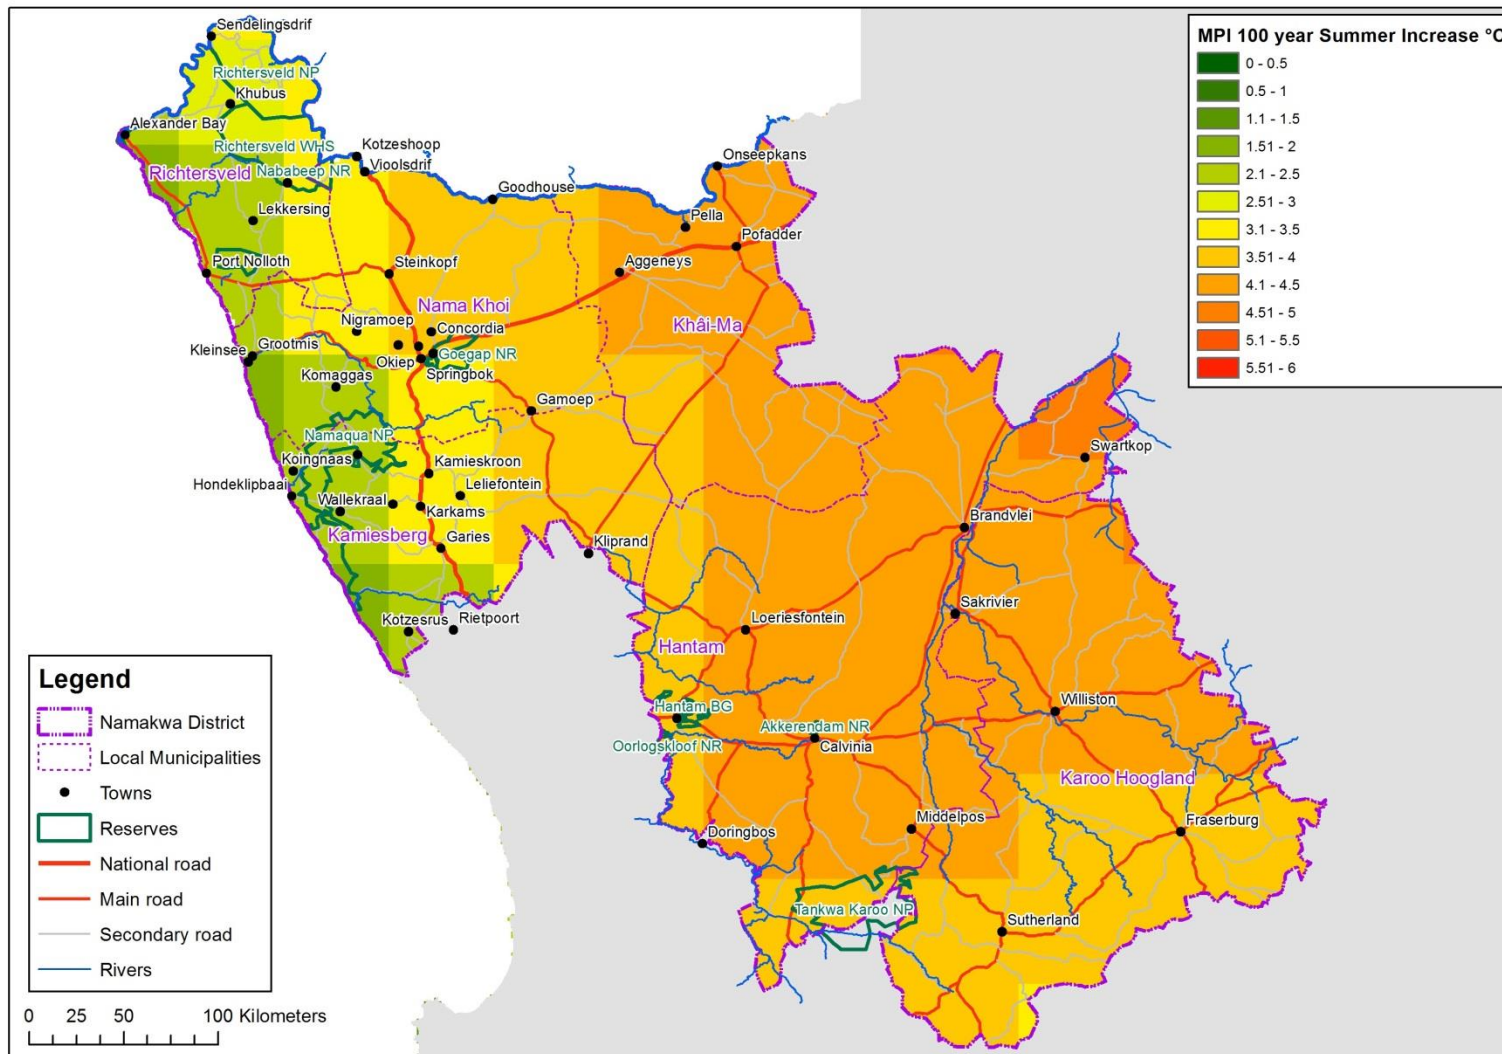 MPI 100 year Summer Increase °C
0 - 0.5
0.5 - 1
1.1 - 1.5
1.51 - 2
2.1 - 2.5
2.51 - 3
3.1 - 3.5
3.51 - 4
4.1 - 4.5
4.51 - 5
5.1 - 5.5
5.51 - 6
Sendelingsdrif
Richtersveld NP
Khubus
Alexander Bay
Richtersveld WHS
Kotzeshoop
Vioolsdrif
Richtersveld
Nababeep NR
Onseepkans
Goodhouse
Lekkersing
Pella
Pofadder
Port Nolloth
Steinkopf
Aggeneys
Nama Khoi
Nigramoep
Concordia
Khâi-Ma
Kleinsee
Grootmis
Okiep
Goegap NR
Komaggas
Springbok
Gamoep
Namaqua NP
Swartkop
Koingnaas
Kamieskroon
Hondeklipbaai
Wallekraal
Leliefontein
Karkams
Brandvlei
Kamiesberg
Garies
Kliprand
Sakrivier
Kotzesrus
Rietpoort
Loeriesfontein
Hantam
Hantam BG
Williston
Akkerendam NR
Oorlogskloof NR
Calvinia
Karoo Hoogland
Middelpos
Fraserburg
Doringbos
Tankwa Karoo NP
Sutherland
Legend
Namakwa District
Local Municipalities
Towns
Reserves
National road
Main road
Secondary road
Rivers
0 25 50 100 Kilometers